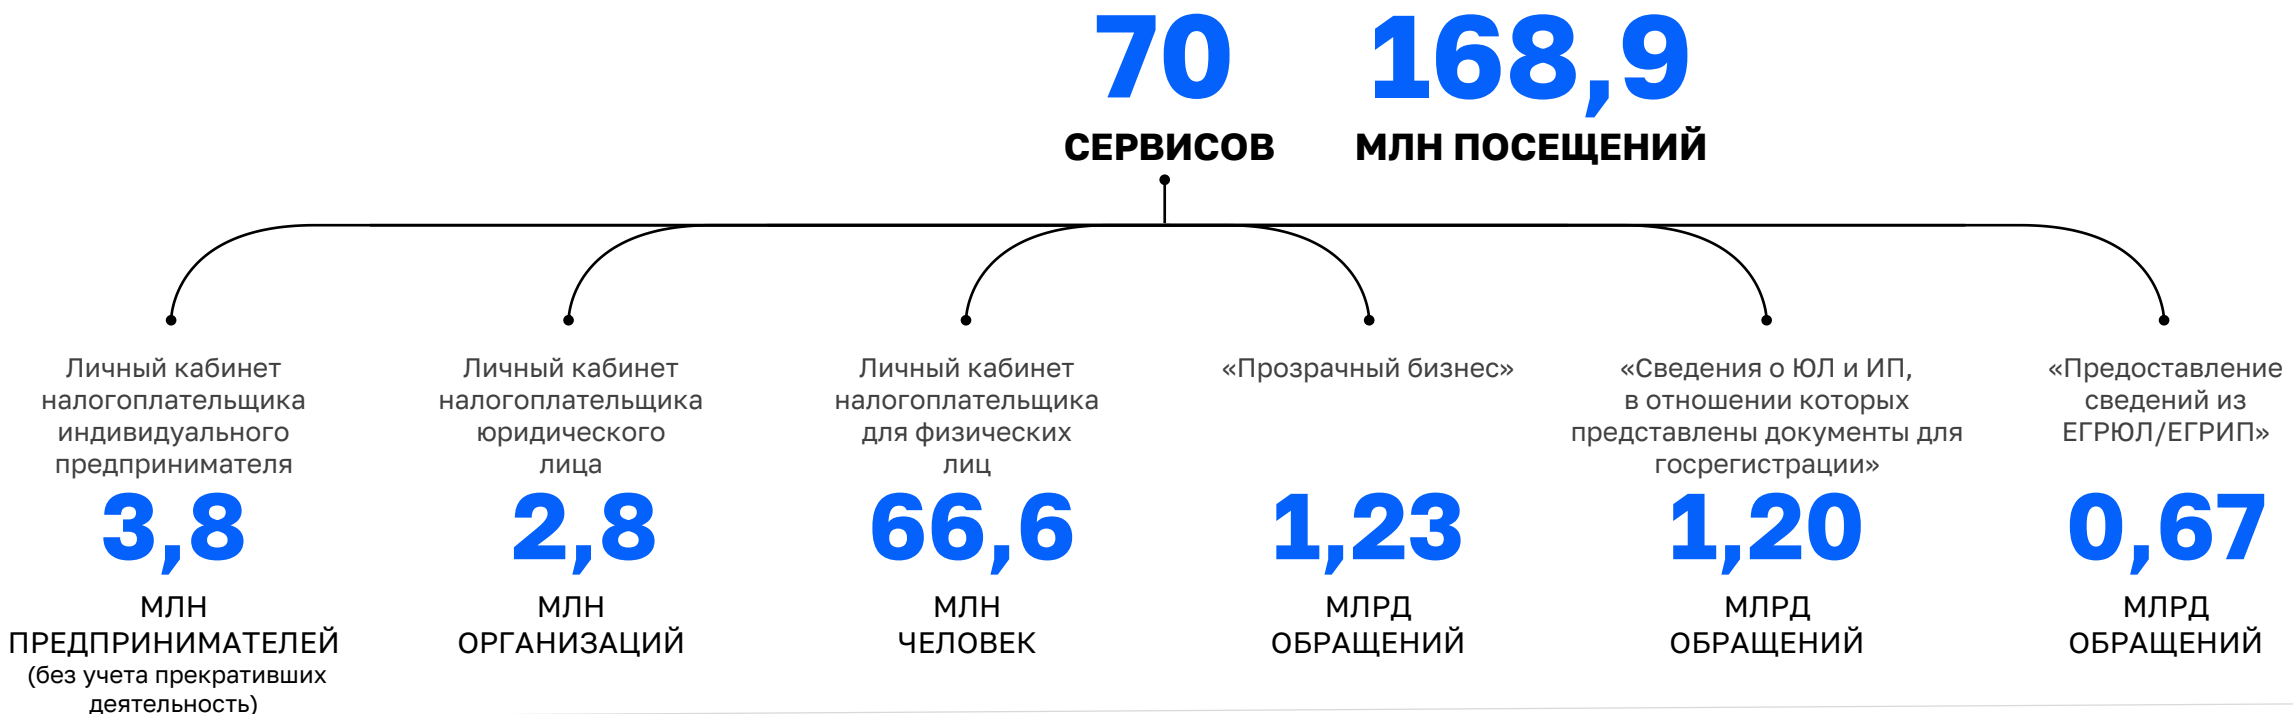 70
СЕРВИСОВ
168,9
МЛН ПОСЕЩЕНИЙ
Личный кабинет
налогоплательщика
индивидуального
предпринимателя
3,8
МЛН
ПРЕДПРИНИМАТЕЛЕЙ
(без учета прекративших
деятельность)
Личный кабинет
налогоплательщика
юридического
лица
2,8
МЛН
ОРГАНИЗАЦИЙ
Личный кабинет
налогоплательщика
для физических
лиц
66,6
МЛН
ЧЕЛОВЕК
«Прозрачный бизнес»
1,23
МЛРД
ОБРАЩЕНИЙ
«Сведения о ЮЛ и ИП,
в отношении которых
представлены документы для
госрегистрации»
1,20
МЛРД
ОБРАЩЕНИЙ
«Предоставление
сведений из
ЕГРЮЛ/ЕГРИП»
0,67
МЛРД
ОБРАЩЕНИЙ